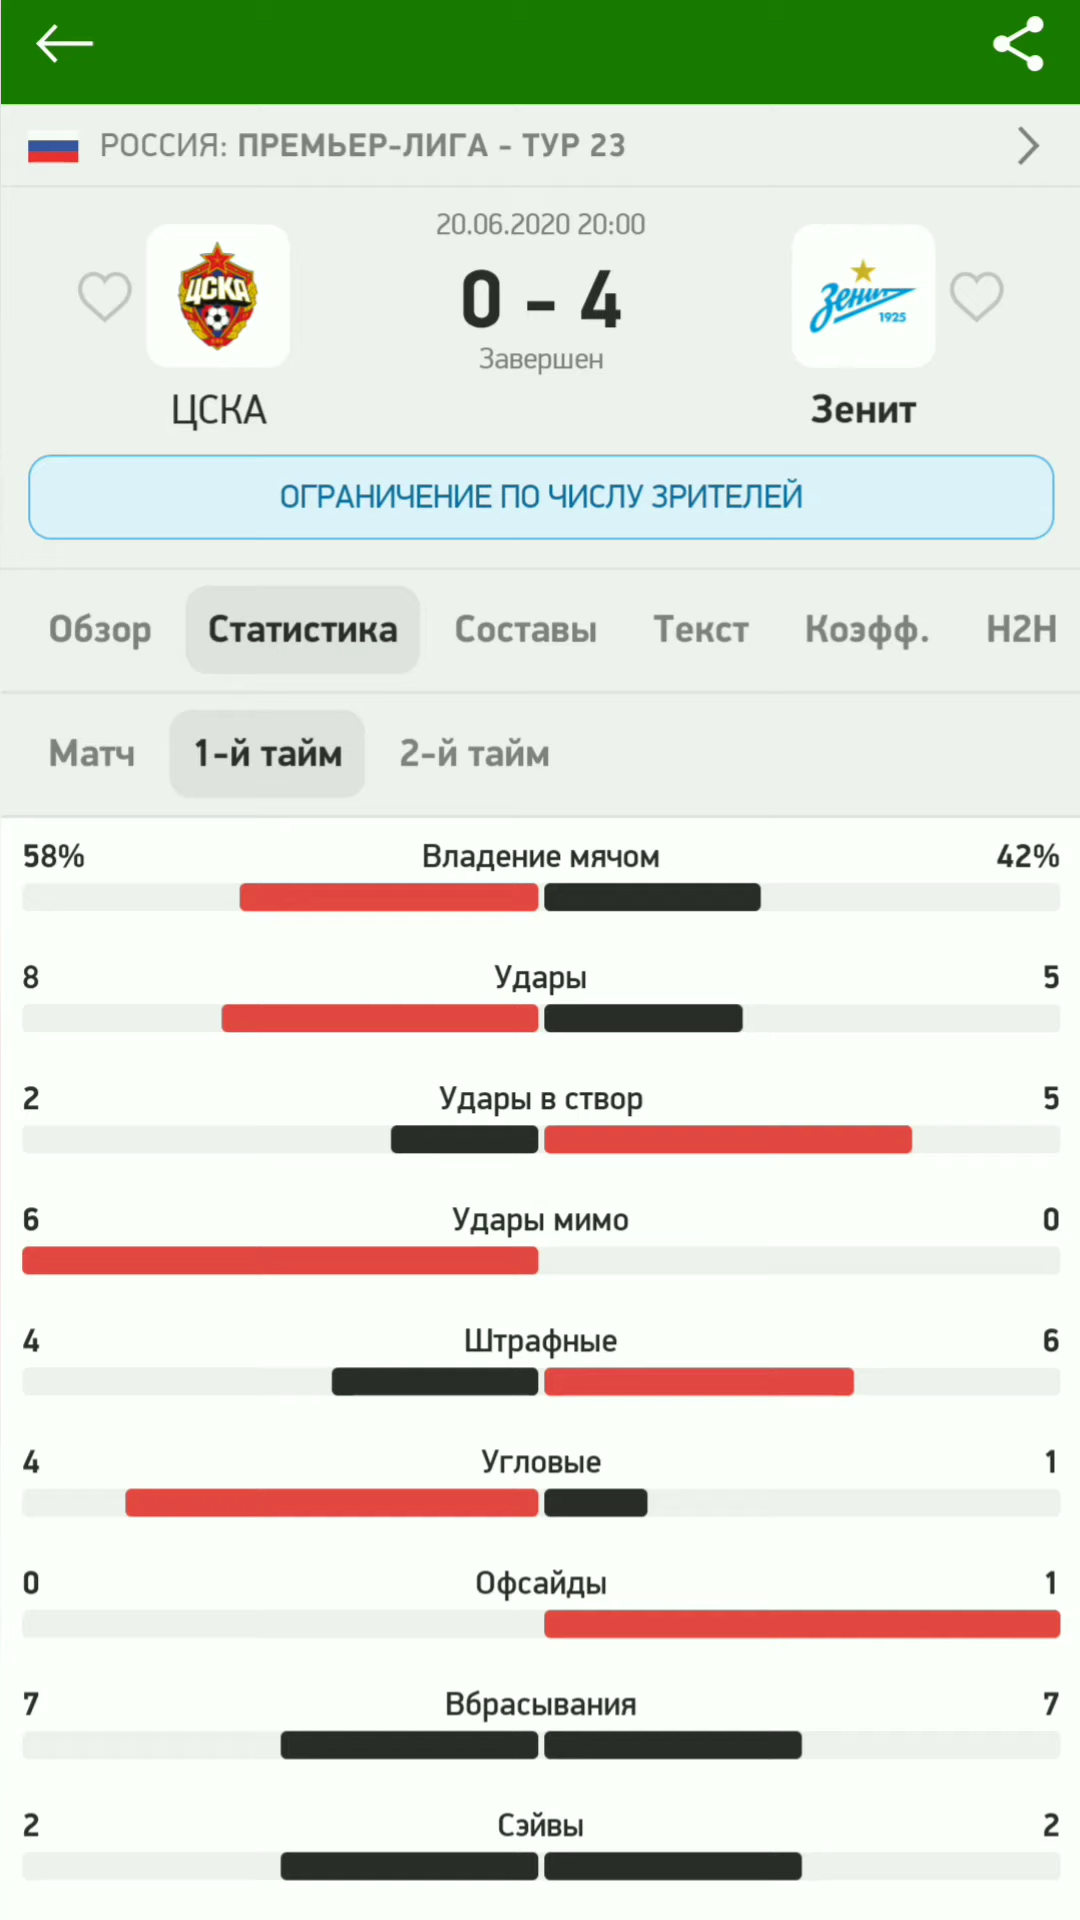 РОССИЯ: ПРЕМЬЕР-ЛИГА - ТУР 23
20.06.2020 20:00
ЦСКА
0 - 4
Зенит
1925
Завершен
ЦСКА
Зенит
ОГРАНИЧЕНИЕ ПО ЧИСЛУ ЗРИТЕЛЕЙ
Обзор Статистика Составы Текст Коэфф. H2H
Матч 1-й тайм 2-й тайм
58% Владение мячом 42%
8 Удары 5
2 Удары в створ 5
6 Удары мимо 0
4 Штрафные 6
4 Угловые 1
0 Офсайды 1
7 Вбрасывания 7
2 Сэйвы 2